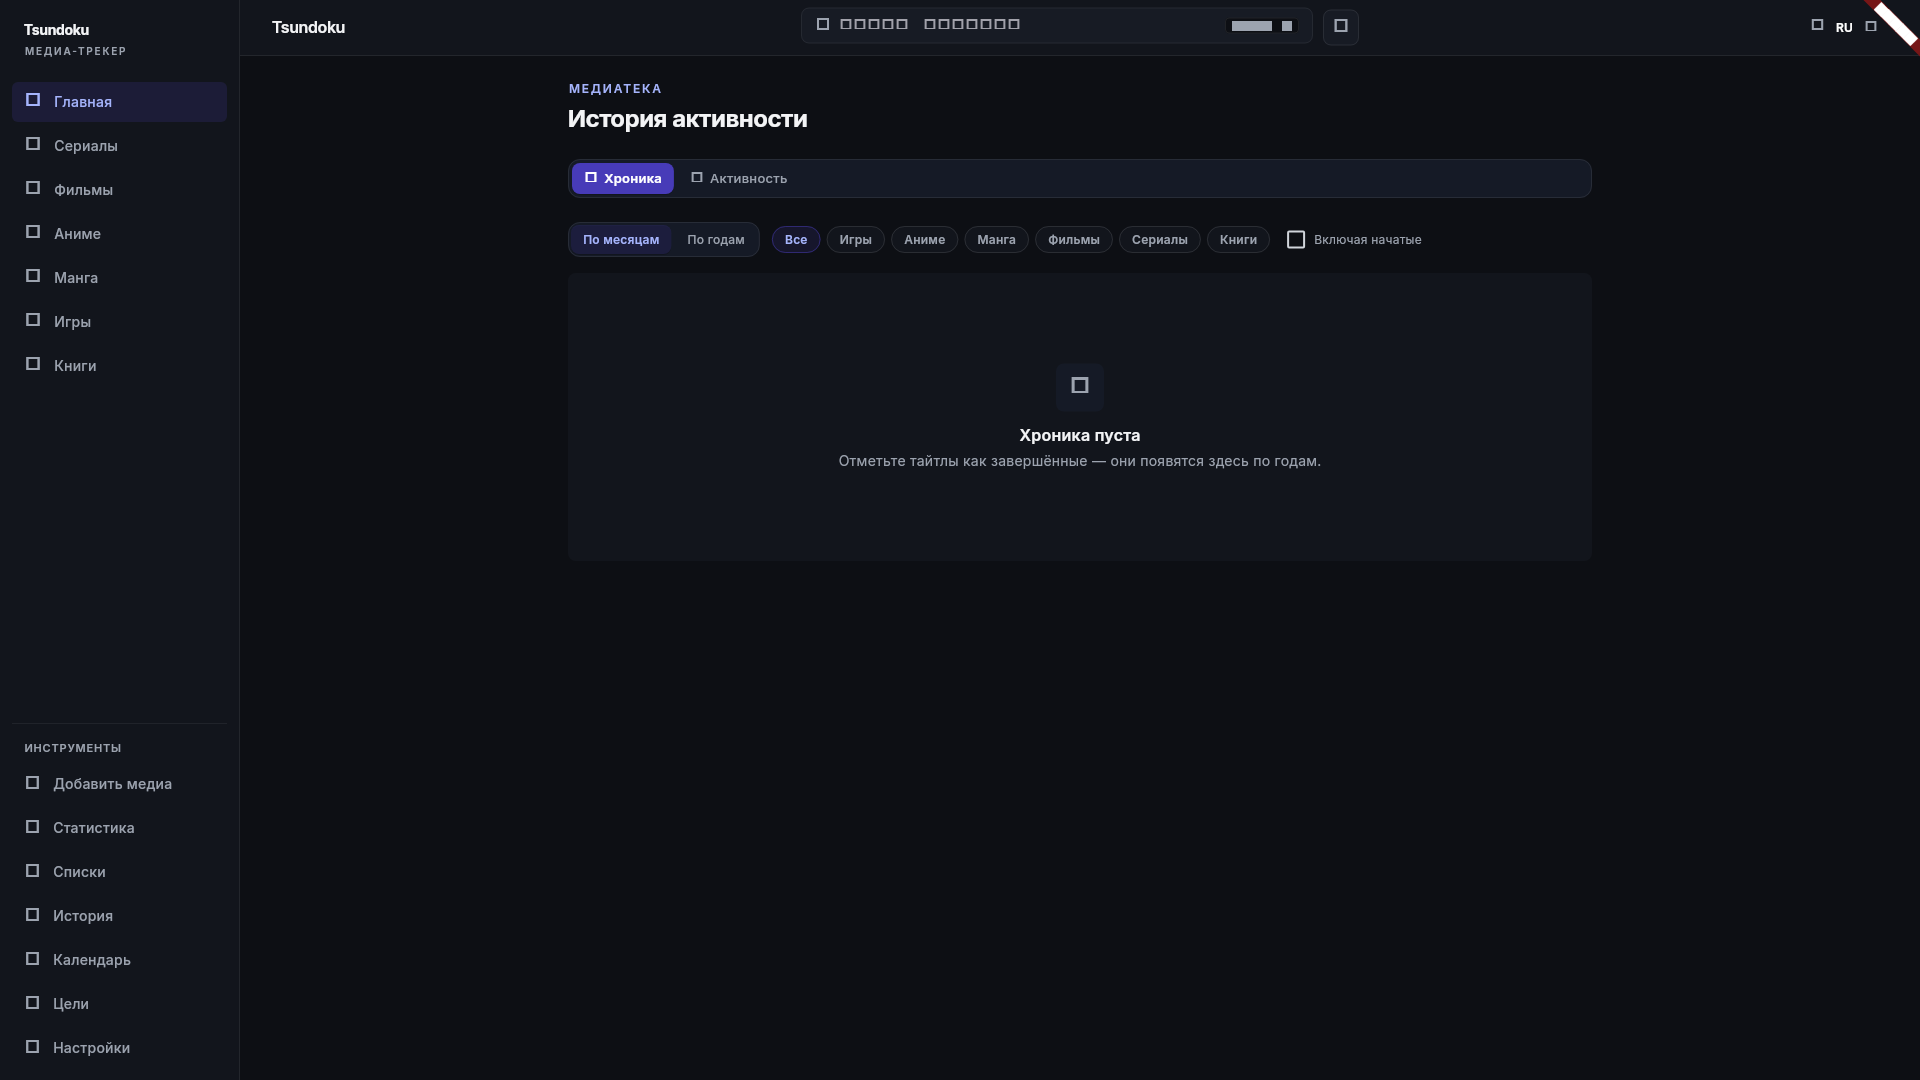 Tsundoku
МЕДИА-ТРЕКЕР
Главная
Сериалы
Фильмы
Аниме
Манга
Игры
Книги
ИНСТРУМЕНТЫ
Добавить медиа
Статистика
Списки
История
Календарь
Цели
Настройки
Tsundoku
RU
МЕДИАТЕКА
История активности
Хроника
Активность
По месяцам
По годам
Все
Игры
Аниме
Манга
Фильмы
Сериалы
Книги
Включая начатые
Хроника пуста
Отметьте тайтлы как завершённые — они появятся здесь по годам.